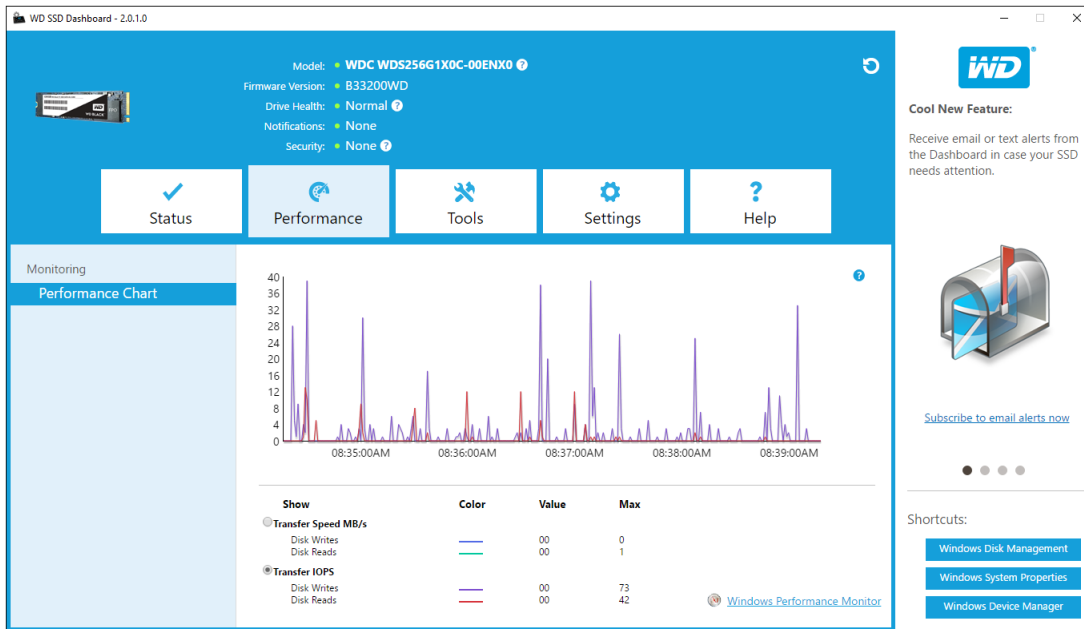 WD SSD Dashboard - 2.0.1.0
Model: WDC WDS256G1X0C-00ENX0 ?
Firmware Version: B33200WD
Drive Health: Normal ?
Notifications: None
Security: None ?
Status
Performance
Tools
Settings
?
Help
Monitoring
Performance Chart
?
40
36
32
28
24
20
16
12
8
4
0
08:35:00AM 08:36:00AM 08:37:00AM 08:38:00AM 08:39:00AM
Show Color Value Max
Transfer Speed MB/s
Disk Writes 00 0
Disk Reads 00 1
Transfer IOPS
Disk Writes 00 73
Disk Reads 00 42
Windows Performance Monitor
WD
Cool New Feature:
Receive email or text alerts from
the Dashboard in case your SSD
needs attention.
Subscribe to email alerts now
Shortcuts:
Windows Disk Management
Windows System Properties
Windows Device Manager